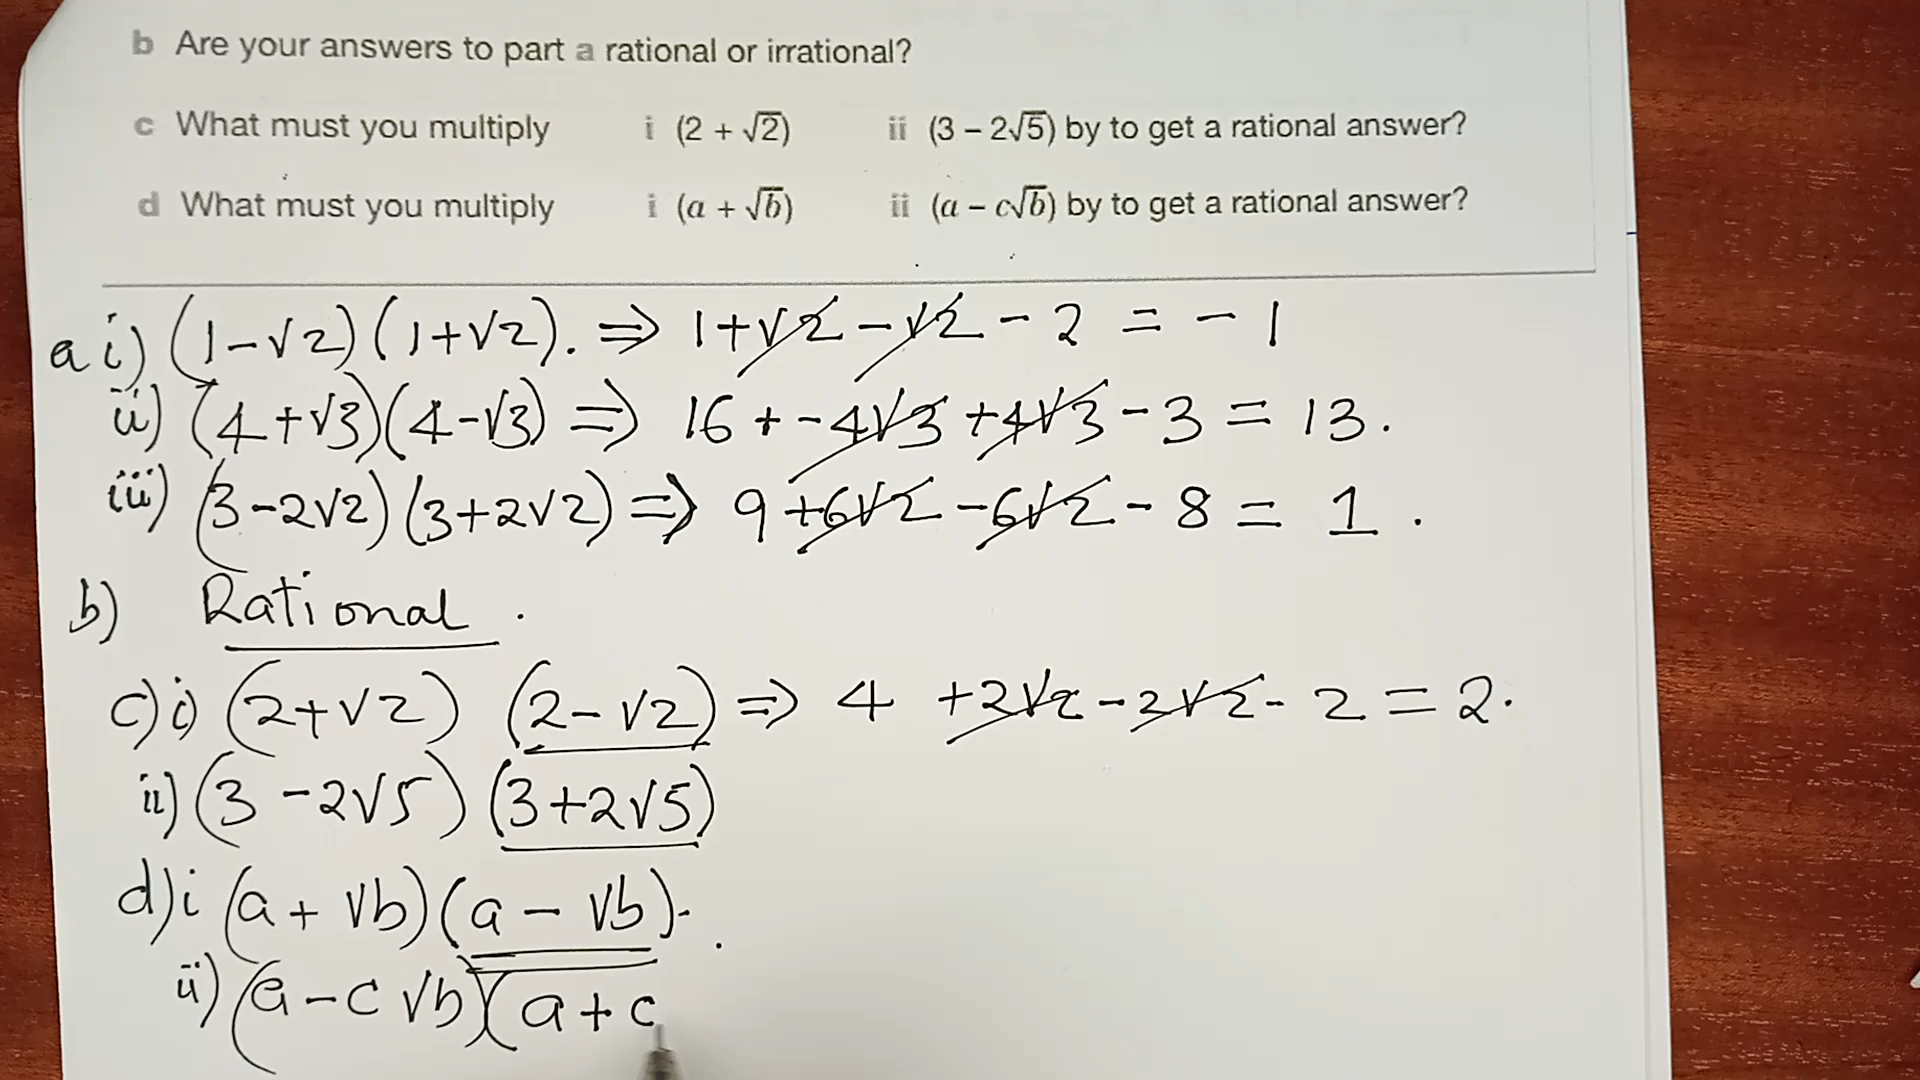 b Are your answers to part a rational or irrational?
c What must you multiply i (2 + √2) ii (3 – 2√5) by to get a rational answer?
d What must you multiply i (a + √b) ii (a – c√b) by to get a rational answer?
a i) (1-√2)(1+√2). ⇒ 1+√2-√2-2 = -1
ii) (4+√3)(4-√3) ⇒ 16 + -4√3 +4√3 - 3 = 13.
iii) (3-2√2)(3+2√2) ⇒ 9+6√2 -6√2 - 8 = 1.
b) Rational.
c) i) (2+√2) (2-√2) ⇒ 4 +2√2 -2√2 - 2 = 2.
ii) (3 -2√5) (3+2√5)
d) i (a + √b)(a - √b).
ii) (a-c√b)(a+c